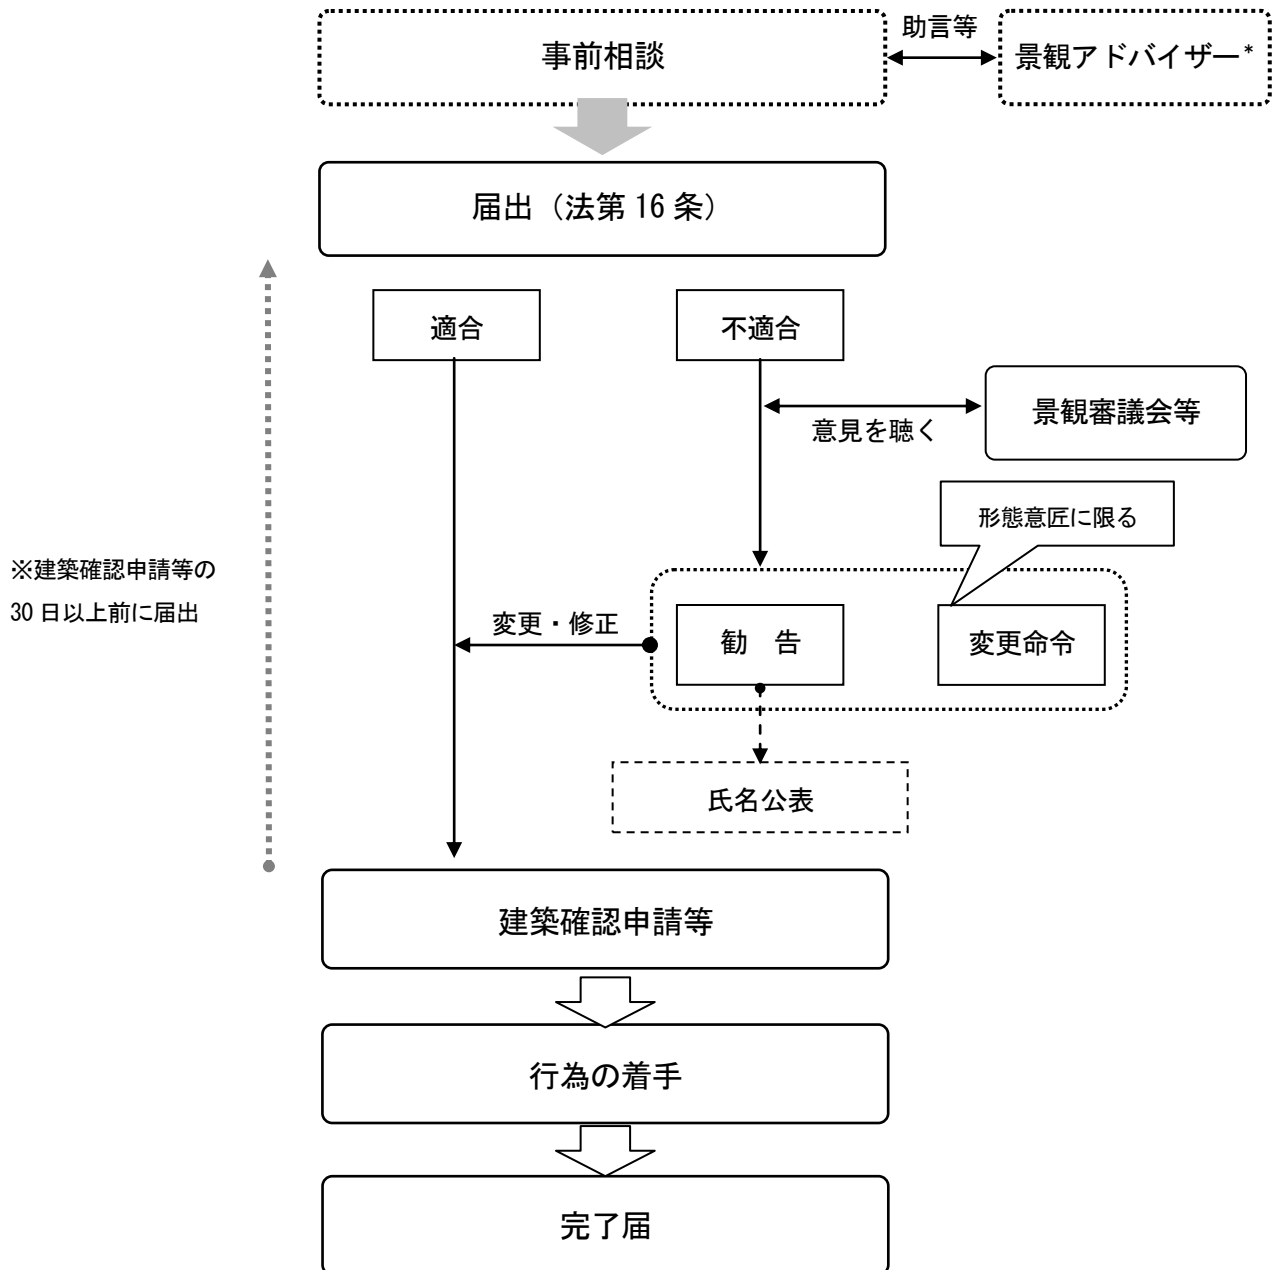 事前相談
助言等
景観アドバイザー*
届出（法第 16 条）
適合
不適合
意見を聴く
景観審議会等
形態意匠に限る
※建築確認申請等の
30 日以上前に届出
変更・修正
勧　告
変更命令
氏名公表
建築確認申請等
行為の着手
完了届